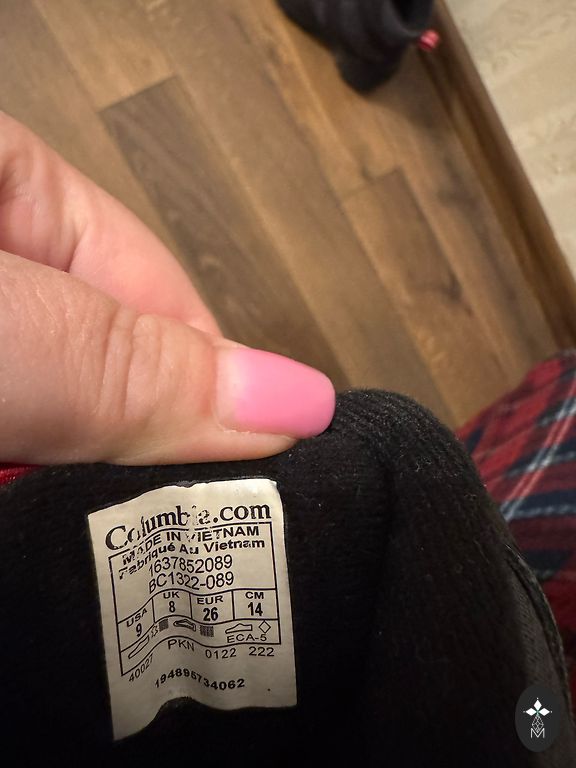 Columbia.com
MADE IN VIETNAM
Fabriqué Au Vietnam
1637852089
BC1322-089
USA UK EUR CM
9 8 26 14
ECA-5
40027 PKN 0122 222
194895734062
M